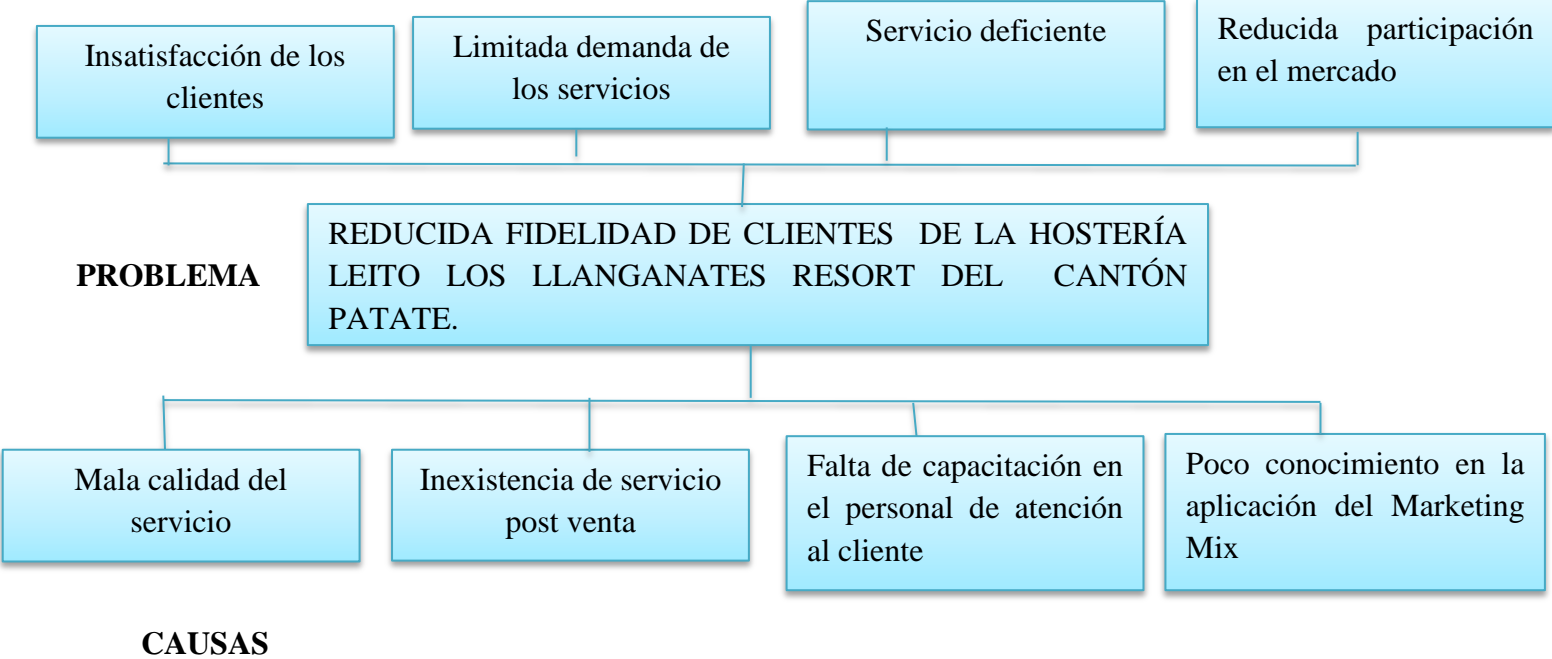 Insatisfacción de los
clientes
Limitada demanda de
los servicios
Servicio deficiente
Reducida participación
en el mercado
PROBLEMA
REDUCIDA FIDELIDAD DE CLIENTES DE LA HOSTERÍA
LEITO LOS LLANGANATES RESORT DEL CANTÓN
PATATE.
Mala calidad del
servicio
Inexistencia de servicio
post venta
Falta de capacitación en
el personal de atención
al cliente
Poco conocimiento en la
aplicación del Marketing
Mix
CAUSAS